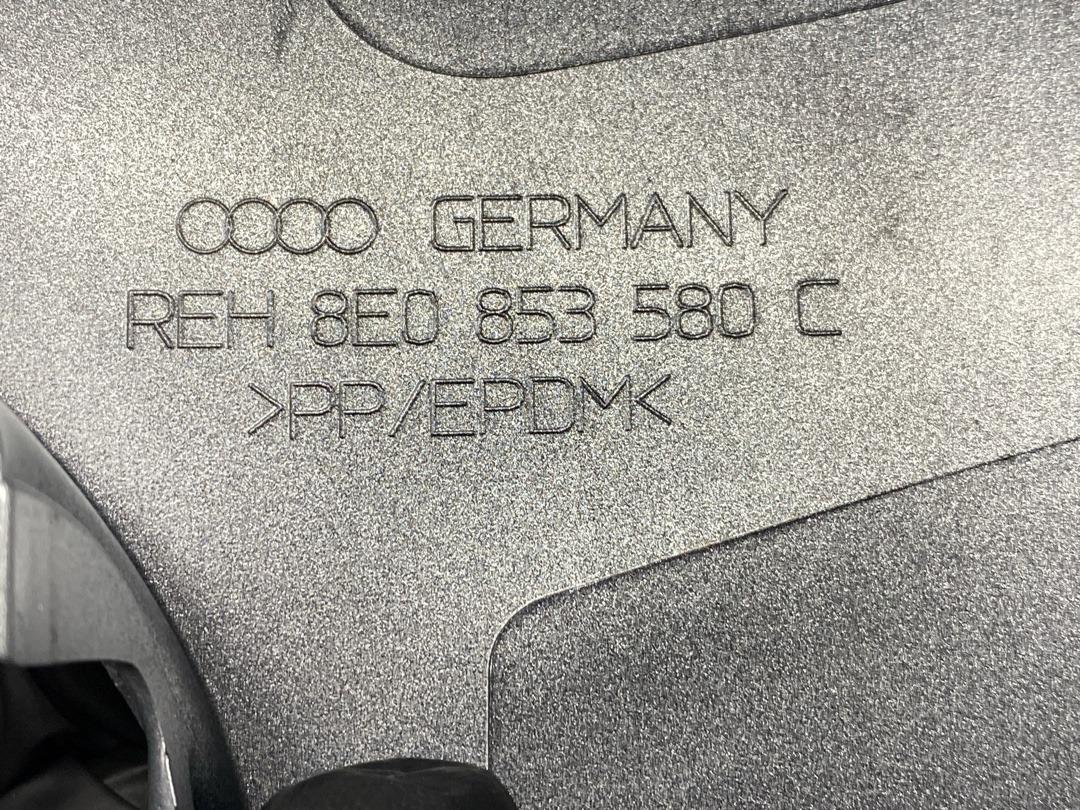 GERMANY
REH 8E0 853 580 C
>PP/EPDM<